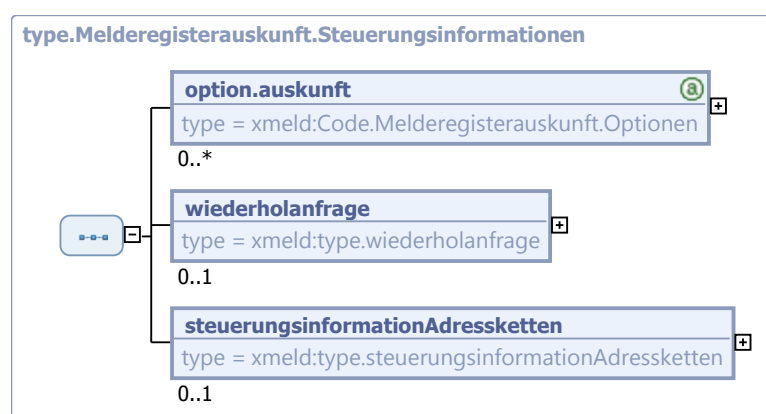 type.Melderegisterauskunft.Steuerungsinformationen
option.auskunft
type = xmeld:Code.Melderegisterauskunft.Optionen
0..*
wiederholanfrage
type = xmeld:type.wiederholanfrage
0..1
steuerungsinformationAdressketten
type = xmeld:type.steuerungsinformationAdressketten
0..1